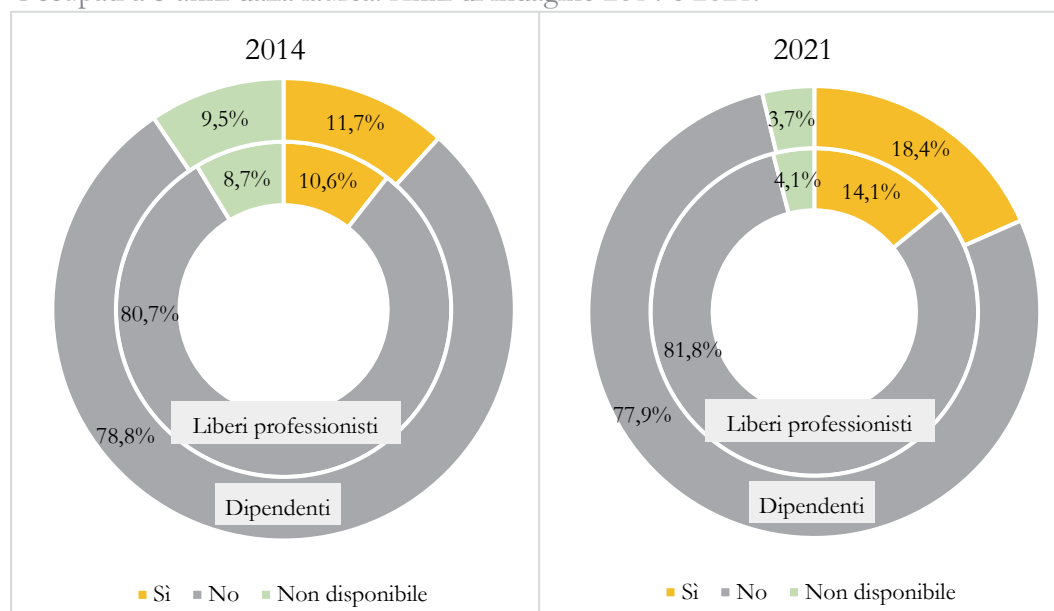 2014
9,5%
11,7%
8,7%
10,6%
80,7%
78,8%
Liberi professionisti
Dipendenti
Sì No Non disponibile
2021
3,7%
18,4%
4,1%
14,1%
81,8%
77,9%
Liberi professionisti
Dipendenti
Sì No Non disponibile